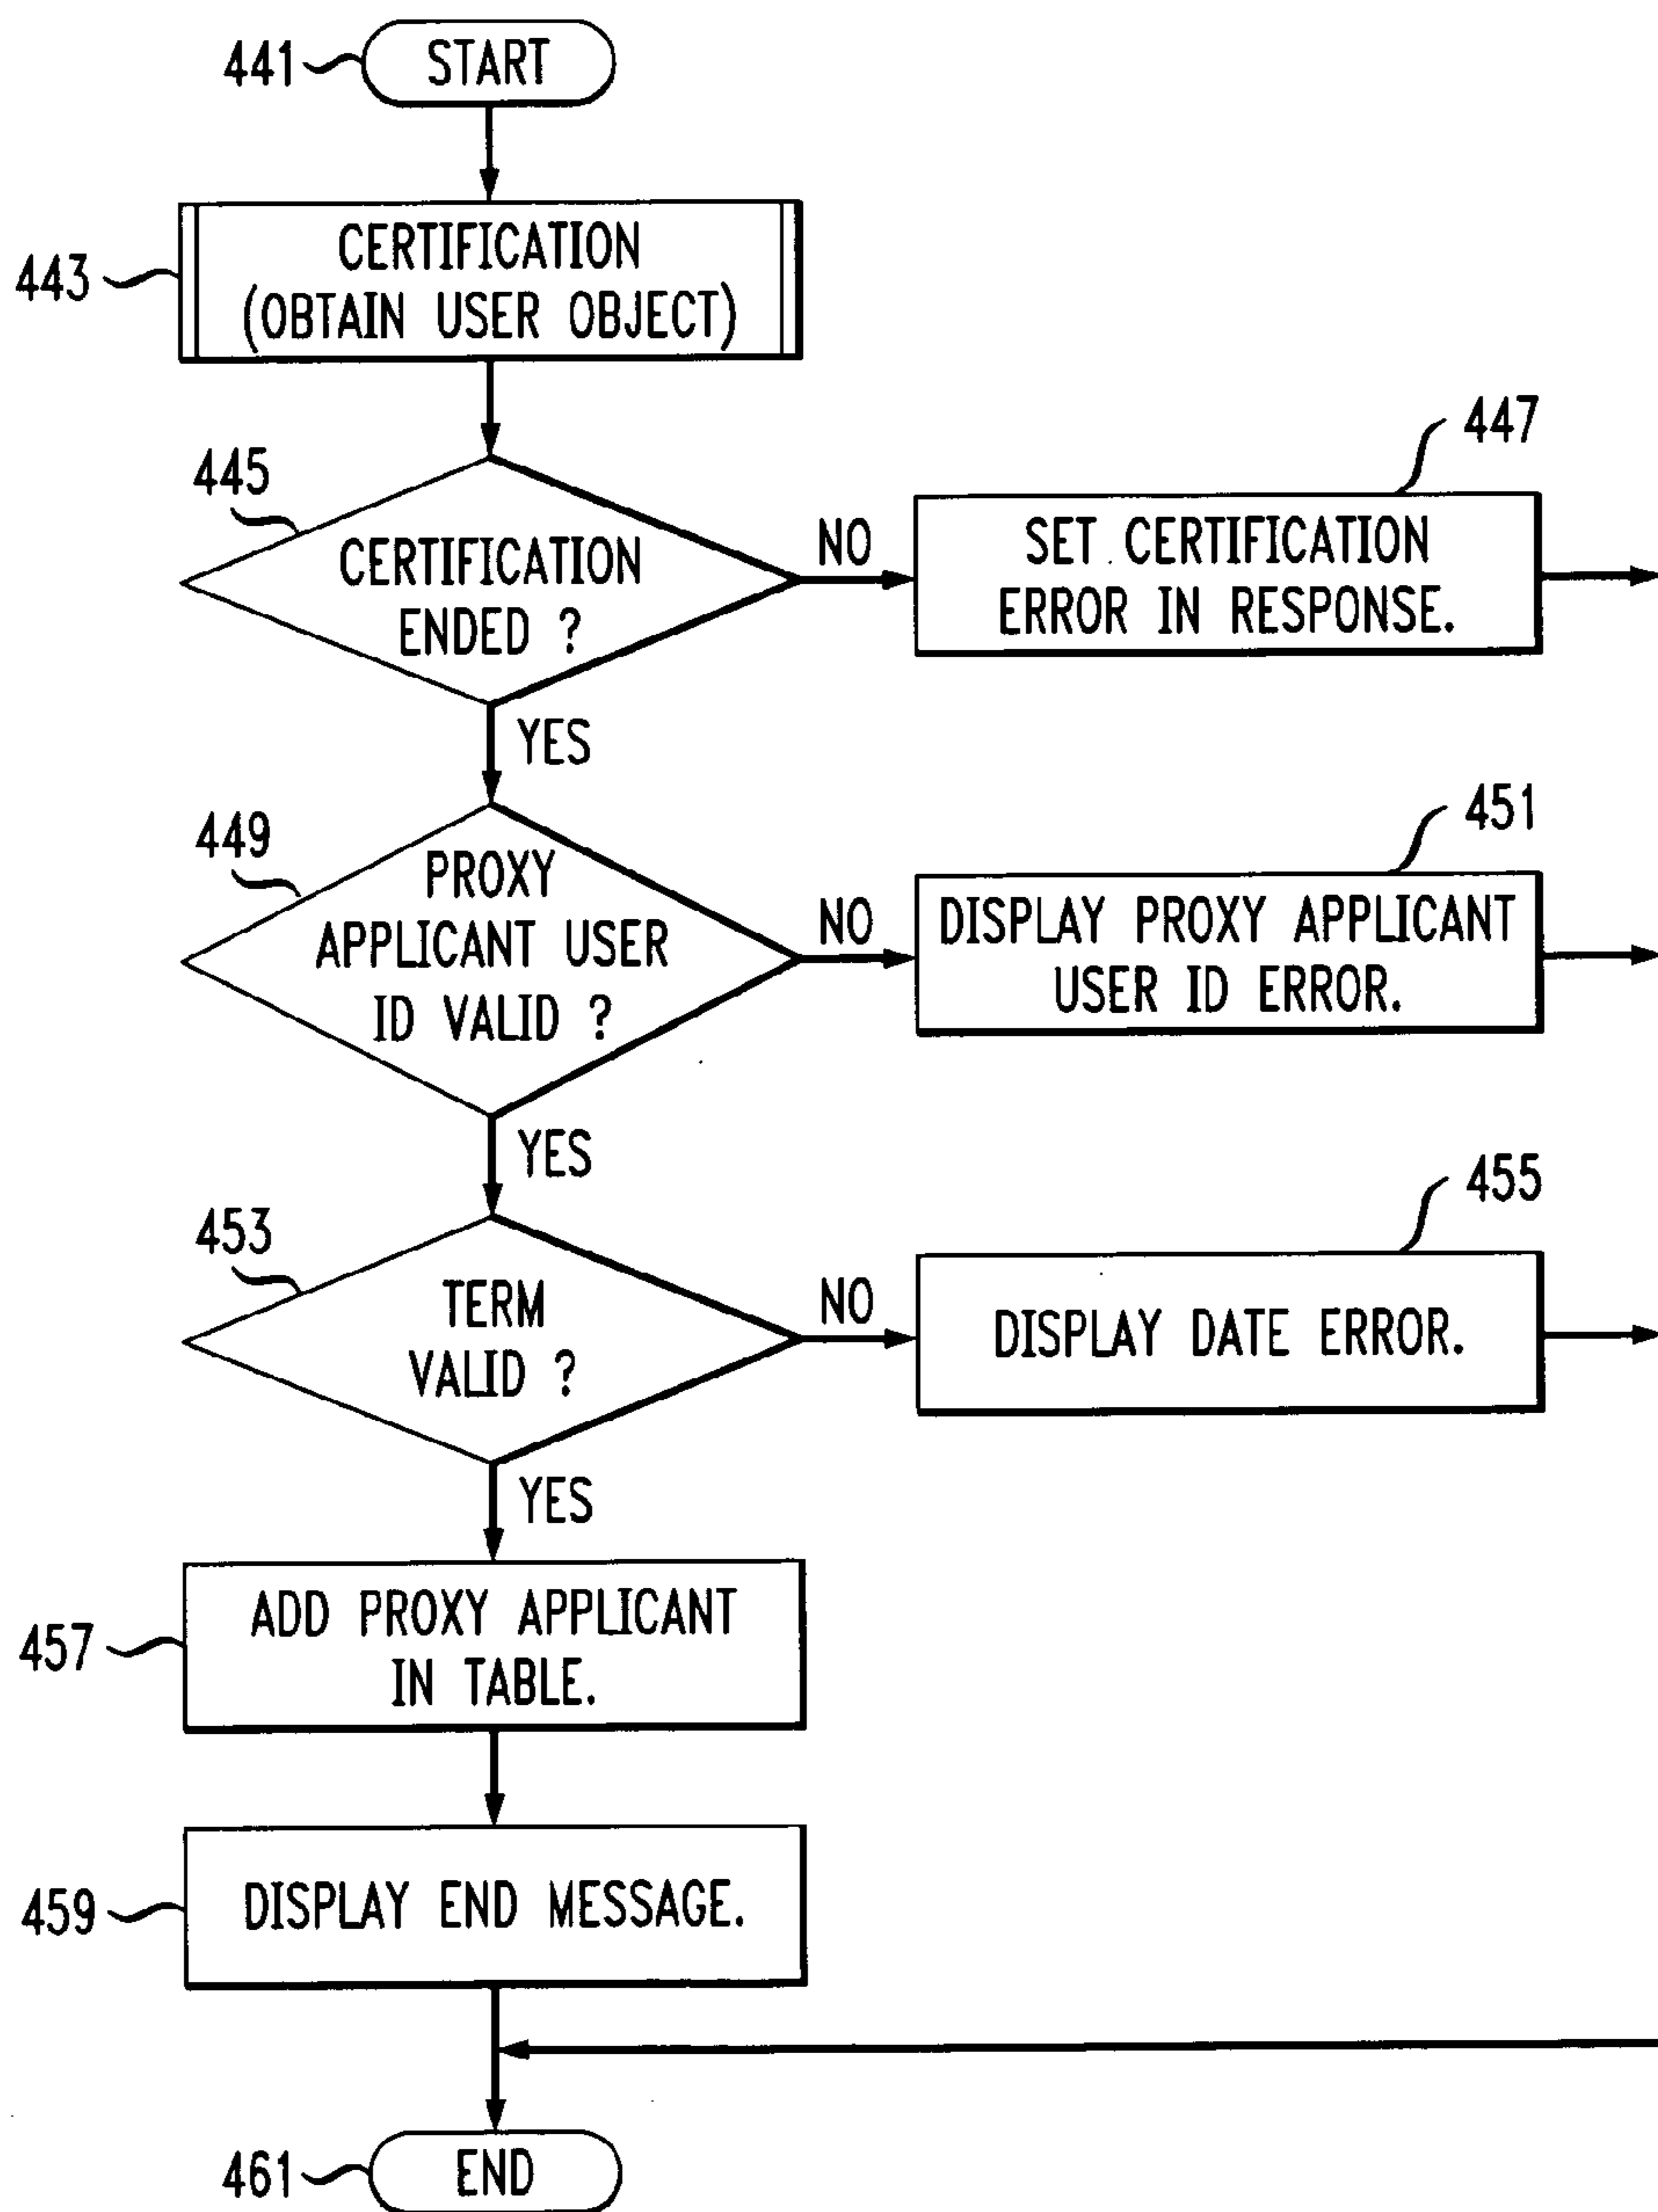 441
START
443
CERTIFICATION
(OBTAIN USER OBJECT)
445
CERTIFICATION
ENDED ?
NO
447
SET CERTIFICATION
ERROR IN RESPONSE.
YES
449
PROXY
APPLICANT USER
ID VALID ?
NO
451
DISPLAY PROXY APPLICANT
USER ID ERROR.
YES
453
TERM
VALID ?
NO
455
DISPLAY DATE ERROR.
YES
457
ADD PROXY APPLICANT
IN TABLE.
459
DISPLAY END MESSAGE.
461
END